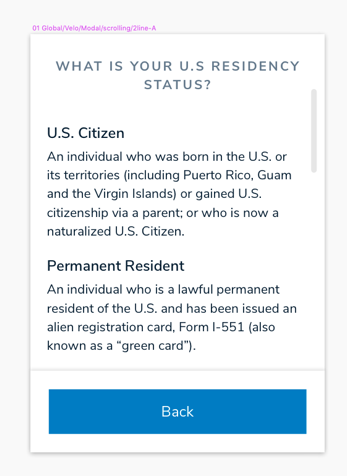 01 Global/Velo/Modal/scrolling/2line-A
WHAT IS YOUR U.S RESIDENCY
STATUS?
U.S. Citizen
An individual who was born in the U.S. or
its territories (including Puerto Rico, Guam
and the Virgin Islands) or gained U.S.
citizenship via a parent; or who is now a
naturalized U.S. Citizen.
Permanent Resident
An individual who is a lawful permanent
resident of the U.S. and has been issued an
alien registration card, Form I-551 (also
known as a “green card”).
Back